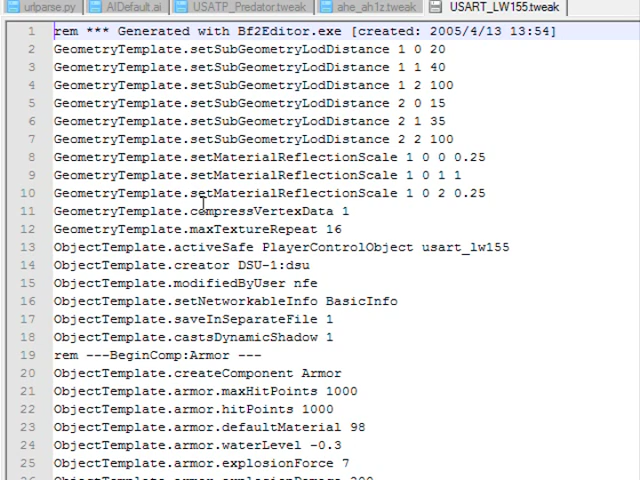 urlparse.py AIDefault.ai USATP_Predator.tweak ahe_ah1z.tweak USART_LW155.tweak
1 rem *** Generated with Bf2Editor.exe [created: 2005/4/13 13:54]
2 GeometryTemplate.setSubGeometryLodDistance 1 0 20
3 GeometryTemplate.setSubGeometryLodDistance 1 1 40
4 GeometryTemplate.setSubGeometryLodDistance 1 2 100
5 GeometryTemplate.setSubGeometryLodDistance 2 0 15
6 GeometryTemplate.setSubGeometryLodDistance 2 1 35
7 GeometryTemplate.setSubGeometryLodDistance 2 2 100
8 GeometryTemplate.setMaterialReflectionScale 1 0 0 0.25
9 GeometryTemplate.setMaterialReflectionScale 1 0 1 1
10 GeometryTemplate.setMaterialReflectionScale 1 0 2 0.25
11 GeometryTemplate.compressVertexData 1
12 GeometryTemplate.maxTextureRepeat 16
13 ObjectTemplate.activeSafe PlayerControlObject usart_lw155
14 ObjectTemplate.creator DSU-1:dsu
15 ObjectTemplate.modifiedByUser nfe
16 ObjectTemplate.setNetworkableInfo BasicInfo
17 ObjectTemplate.saveInSeparateFile 1
18 ObjectTemplate.castsDynamicShadow 1
19 rem ---BeginComp:Armor ---
20 ObjectTemplate.createComponent Armor
21 ObjectTemplate.armor.maxHitPoints 1000
22 ObjectTemplate.armor.hitPoints 1000
23 ObjectTemplate.armor.defaultMaterial 98
24 ObjectTemplate.armor.waterLevel -0.3
25 ObjectTemplate.armor.explosionForce 7